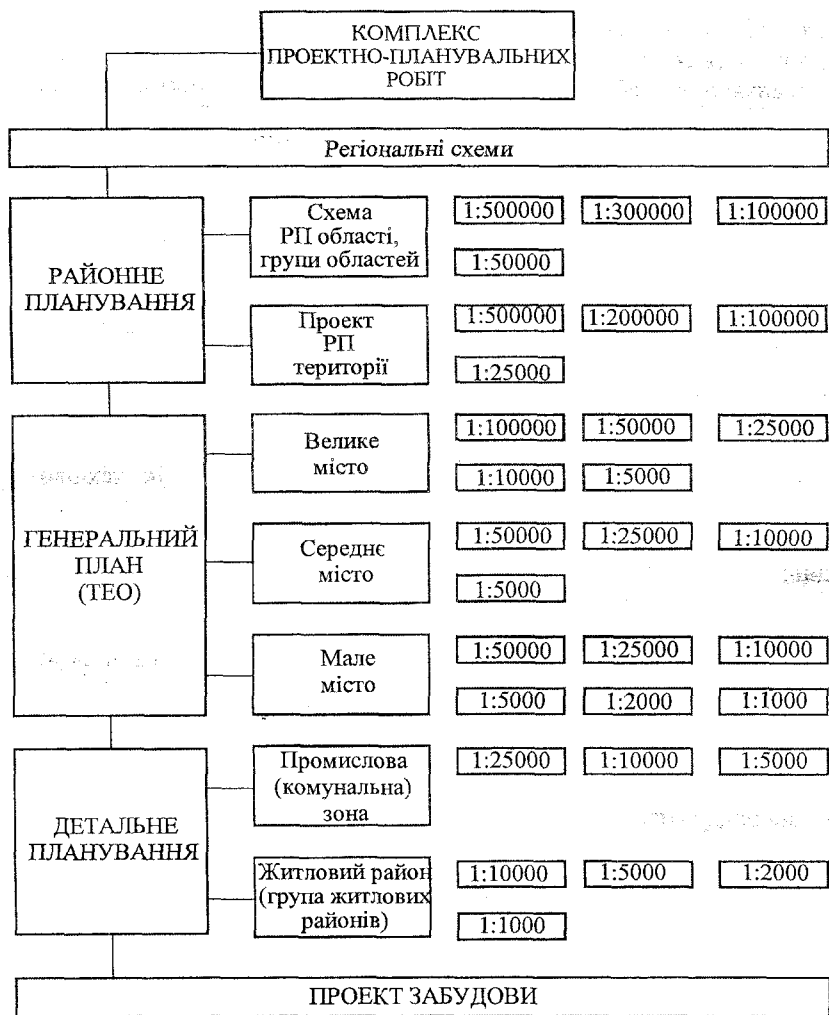 КОМПЛЕКС
ПРОЕКТНО-ПЛАНУВАЛЬНИХ
РОБІТ
Регіональні схеми
РАЙОННЕ
ПЛАНУВАННЯ
Схема
РП області,
групи областей
1:500000 1:300000 1:100000
1:50000
Проект
РП
території
1:500000 1:200000 1:100000
1:25000
ГЕНЕРАЛЬНИЙ
ПЛАН
(ТЕО)
Велике
місто
1:100000 1:50000 1:25000
1:10000 1:5000
Середнє
місто
1:50000 1:25000 1:10000
1:5000
Мале
місто
1:50000 1:25000 1:10000
1:5000 1:2000 1:1000
ДЕТАЛЬНЕ
ПЛАНУВАННЯ
Промислова
(комунальна)
зона
1:25000 1:10000 1:5000
Житловий район
(група житлових
районів)
1:10000 1:5000 1:2000
1:1000
ПРОЕКТ ЗАБУДОВИ